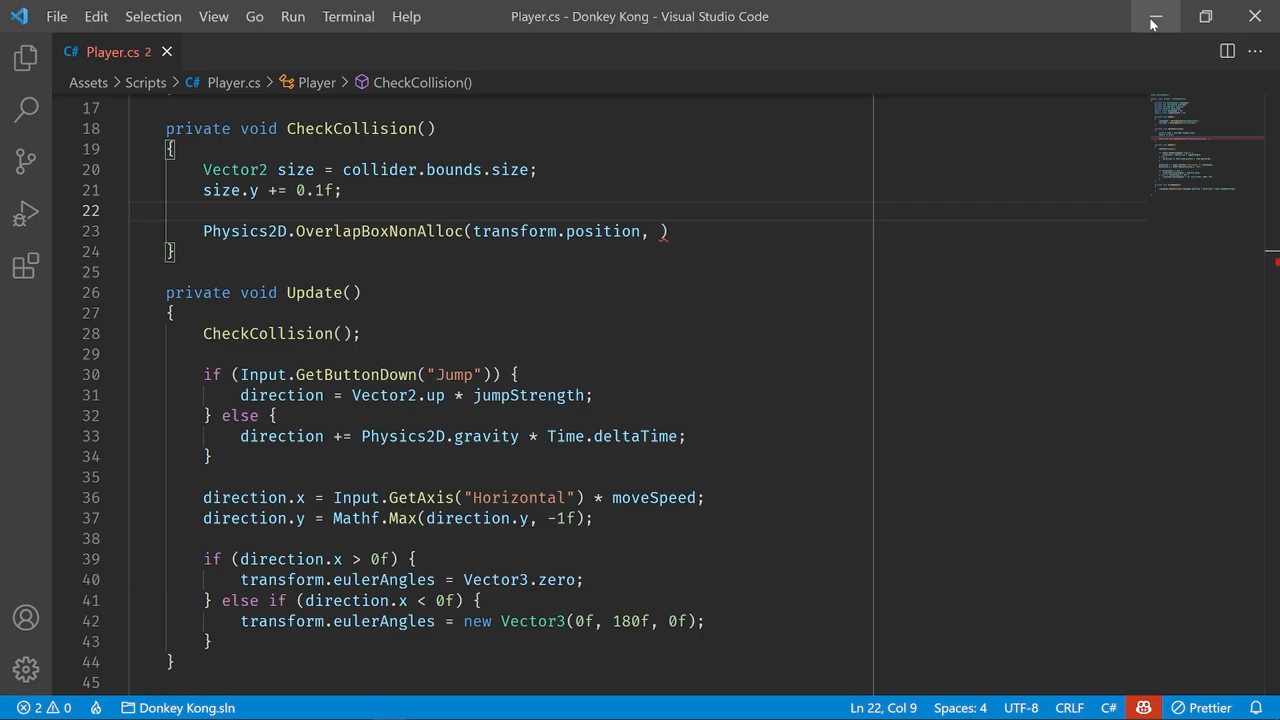 File Edit Selection View Go Run Terminal Help Player.cs - Donkey Kong - Visual Studio Code
C# Player.cs 2
Assets > Scripts > C# Player.cs > Player > CheckCollision()
17
18 private void CheckCollision()
19 {
20 Vector2 size = collider.bounds.size;
21 size.y += 0.1f;
22
23 Physics2D.OverlapBoxNonAlloc(transform.position, )
24 }
25
26 private void Update()
27 {
28 CheckCollision();
29
30 if (Input.GetButtonDown("Jump")) {
31 direction = Vector2.up * jumpStrength;
32 } else {
33 direction += Physics2D.gravity * Time.deltaTime;
34 }
35
36 direction.x = Input.GetAxis("Horizontal") * moveSpeed;
37 direction.y = Mathf.Max(direction.y, -1f);
38
39 if (direction.x > 0f) {
40 transform.eulerAngles = Vector3.zero;
41 } else if (direction.x < 0f) {
42 transform.eulerAngles = new Vector3(0f, 180f, 0f);
43 }
44 }
45
2 0 Donkey Kong.sln Ln 22, Col 9 Spaces: 4 UTF-8 CRLF C# Prettier